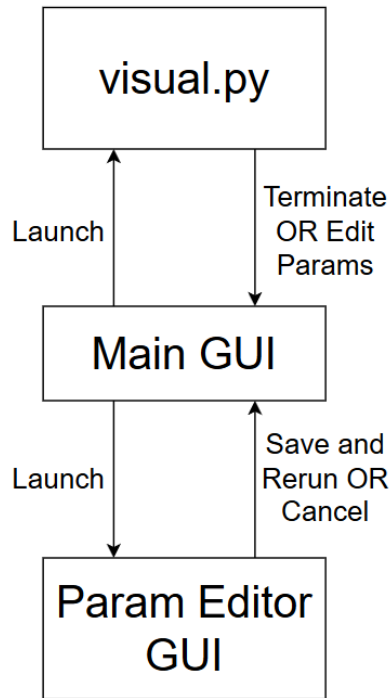 visual.py
Launch
Terminate
OR Edit
Params
Main GUI
Launch
Save and
Rerun OR
Cancel
Param Editor
GUI